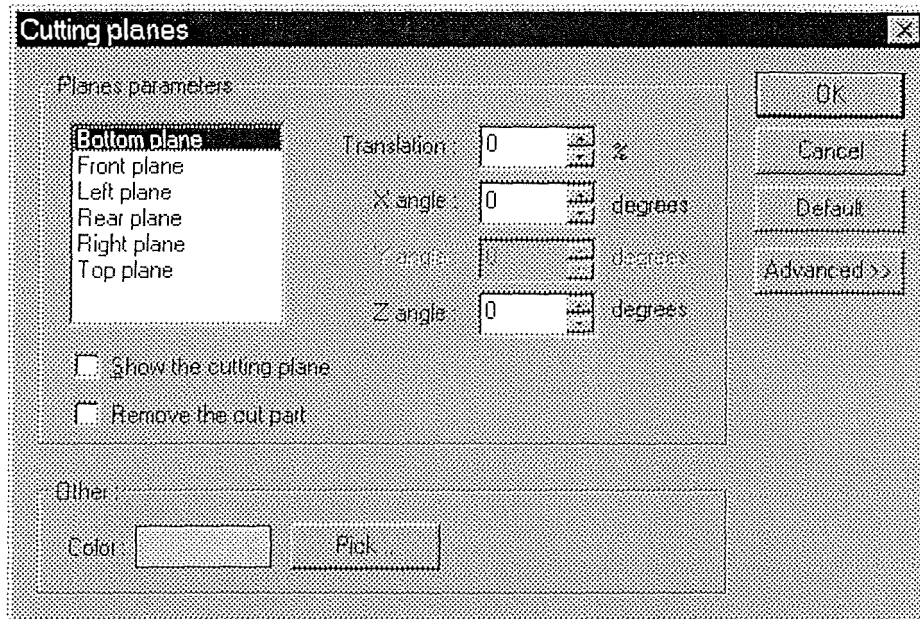 Cutting planes
Planes parameters
Bottom plane
Front plane
Left plane
Rear plane
Right plane
Top plane
Translation : 0 %
X angle : 0 degrees
Y angle : 0 degrees
Z angle : 0 degrees
Show the cutting plane
Remove the cut part
OK
Cancel
Default
Advanced >>
Other :
Color :
Pick ...